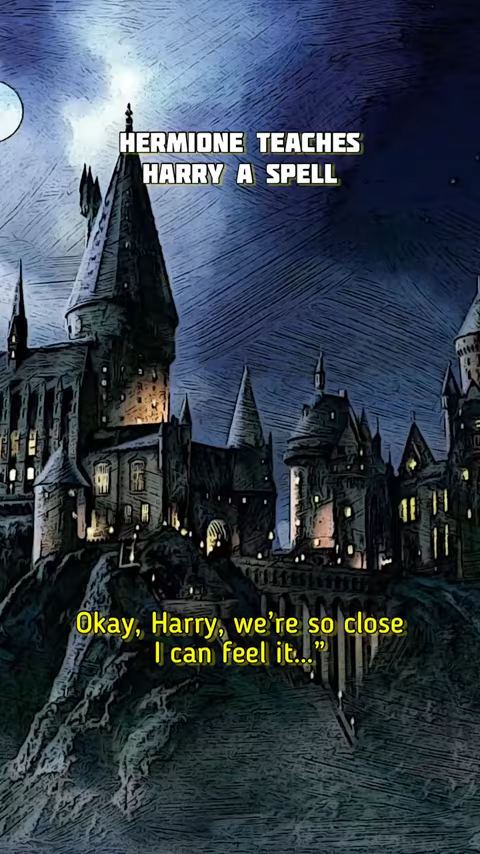 HERMIONE TEACHES
HARRY A SPELL
Okay, Harry, we’re so close
I can feel it...”